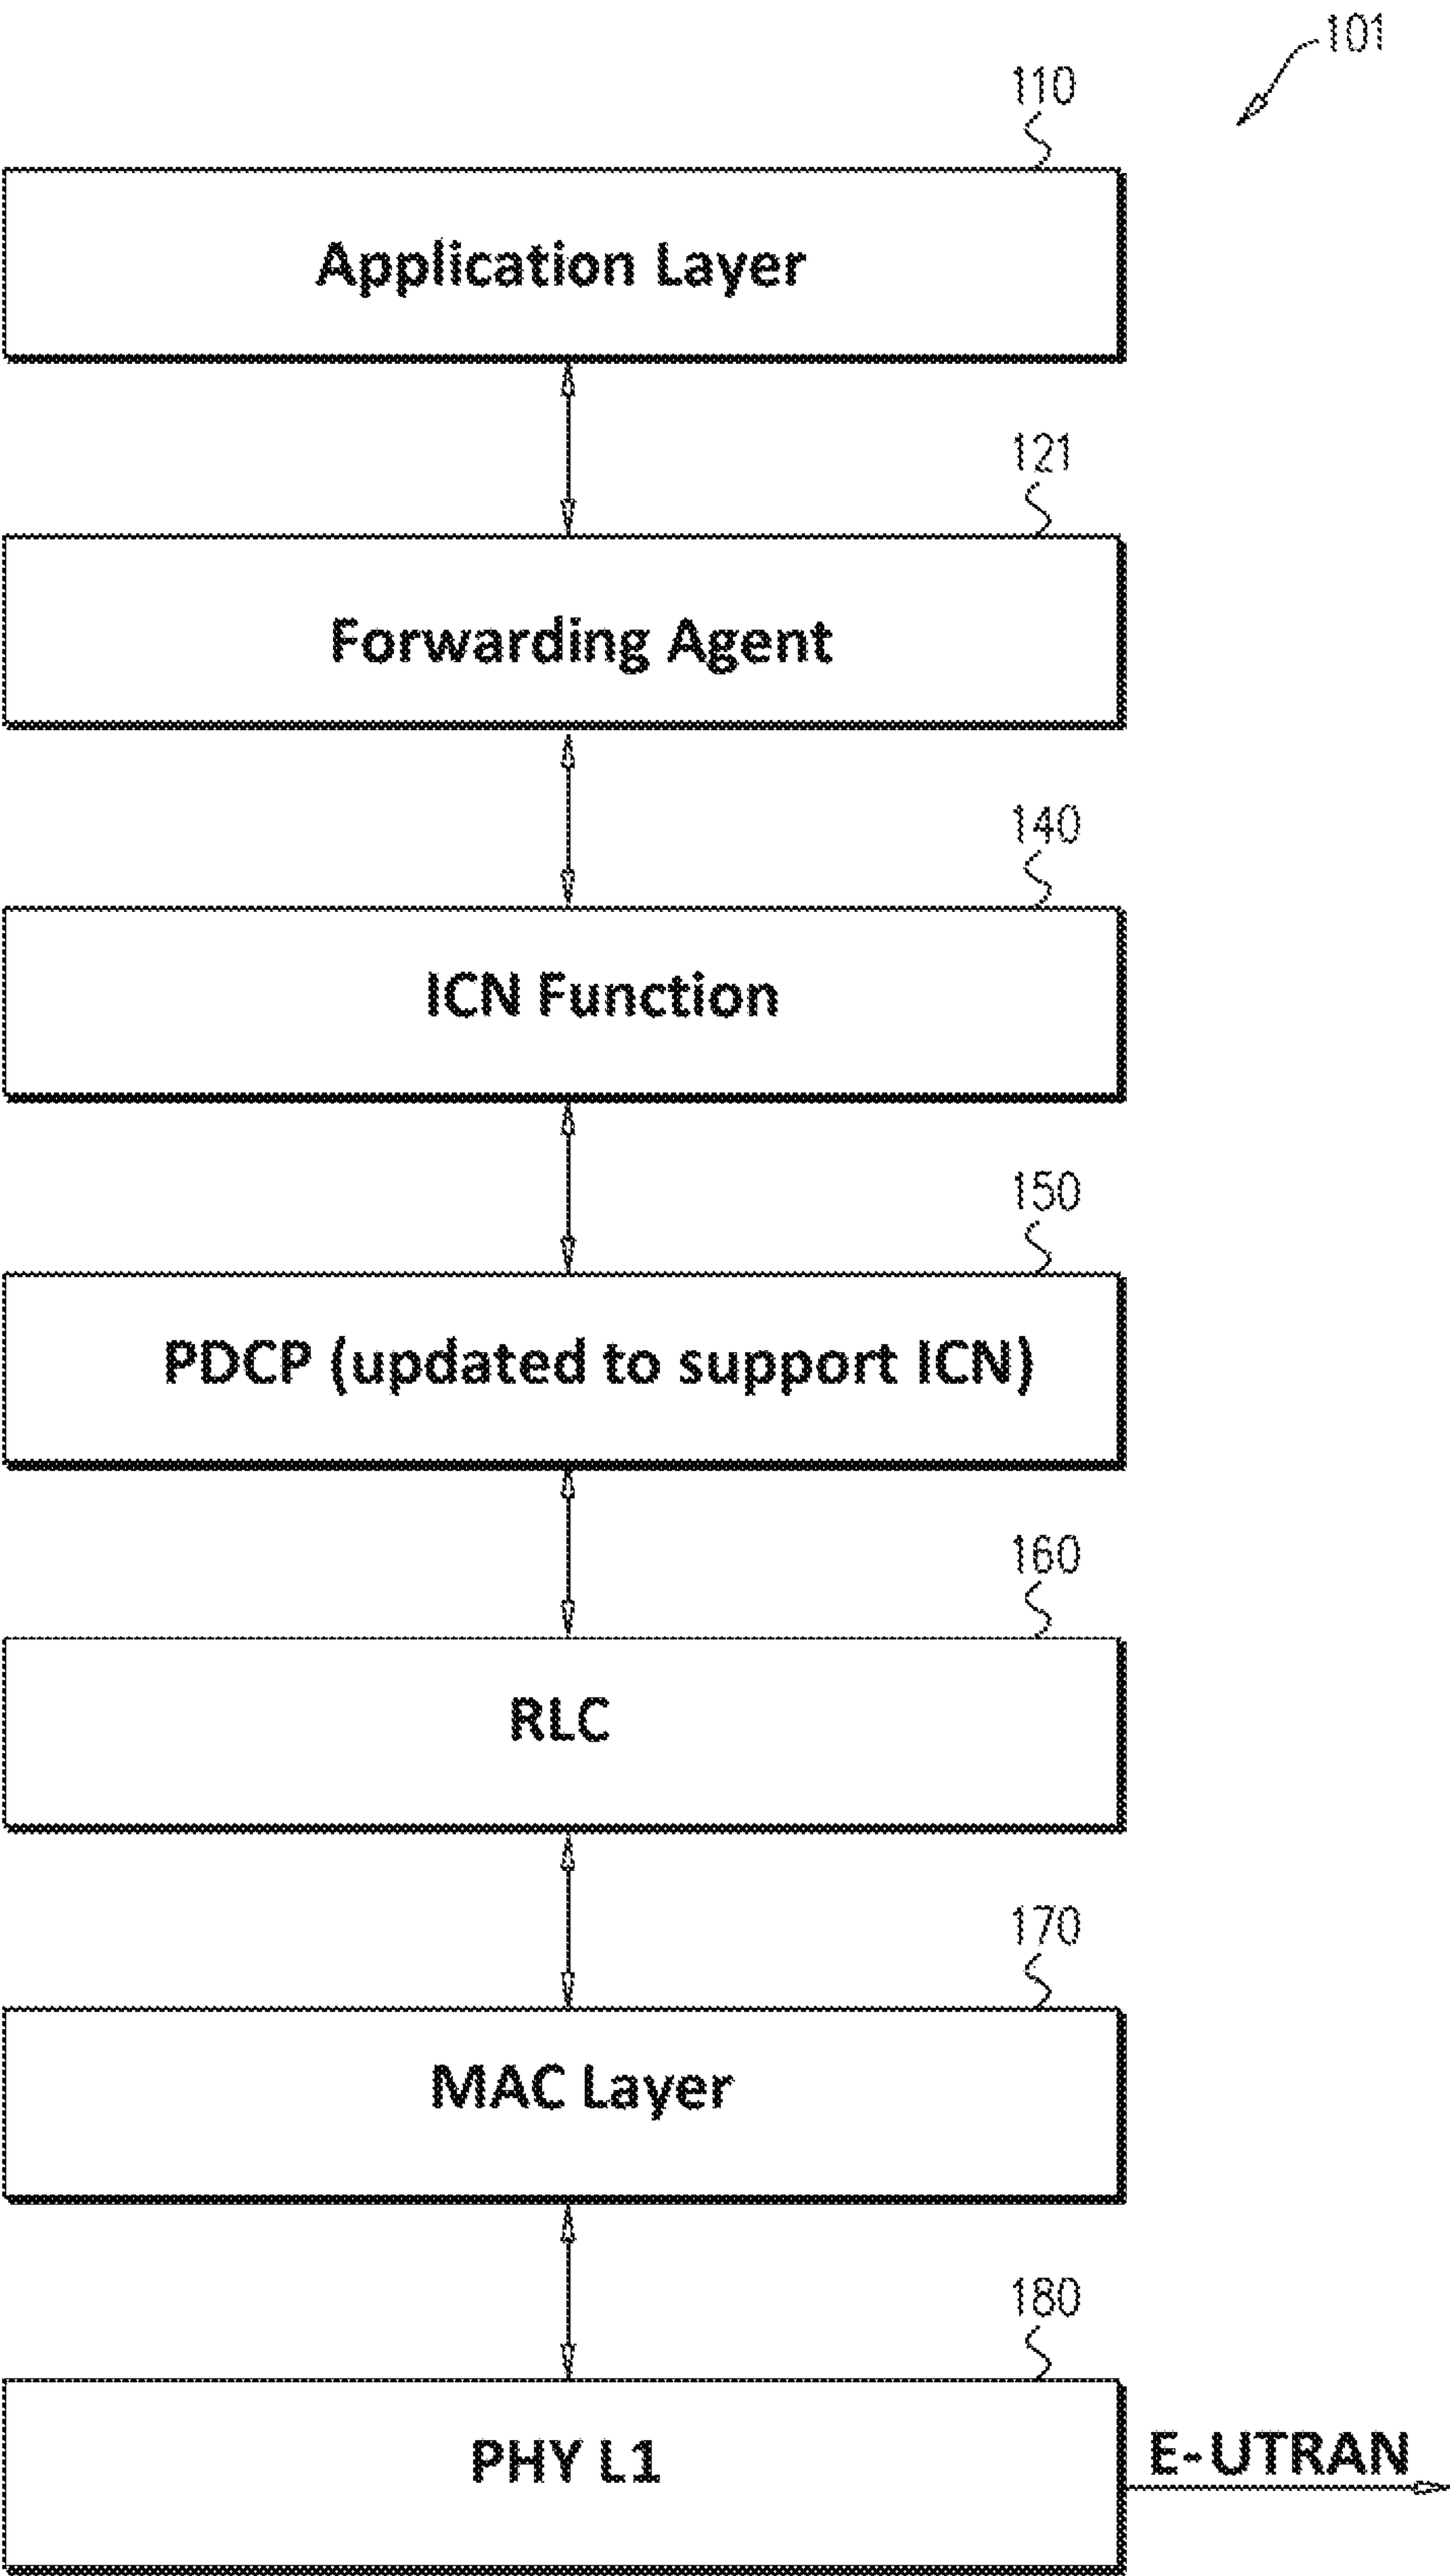 101
110
Application Layer
121
Forwarding Agent
140
ICN Function
150
PDCP (updated to support ICN)
160
RLC
170
MAC Layer
180
PHY L1
E-UTRAN